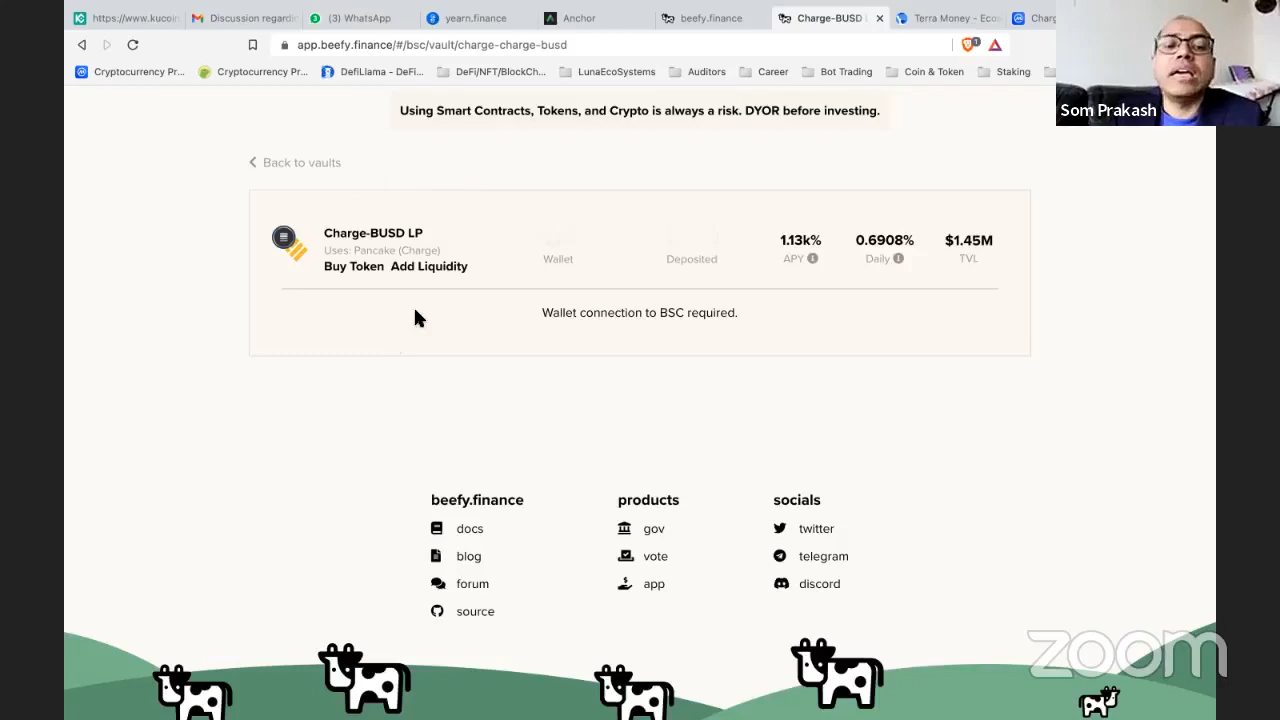 https://www.kucoin
Discussion regardi
(3) WhatsApp
yearn.finance
Anchor
beefy.finance
Charge-BUSD
Terra Money - Ecos
Charg
app.beefy.finance/#/bsc/vault/charge-charge-busd
1
Cryptocurrency Pr...
Cryptocurrency Pr...
DefiLlama - DeFi...
DeFi/NFT/BlockCh...
LunaEcoSystems
Auditors
Career
Bot Trading
Coin & Token
Staking
Som Prakash
Using Smart Contracts, Tokens, and Crypto is always a risk. DYOR before investing.
Back to vaults
Charge-BUSD LP
Uses: Pancake (Charge)
Buy Token Add Liquidity
Wallet
Deposited
1.13k%
APY
0.6908%
Daily
$1.45M
TVL
Wallet connection to BSC required.
beefy.finance
docs
blog
forum
source
products
gov
vote
app
socials
twitter
telegram
discord
zoom